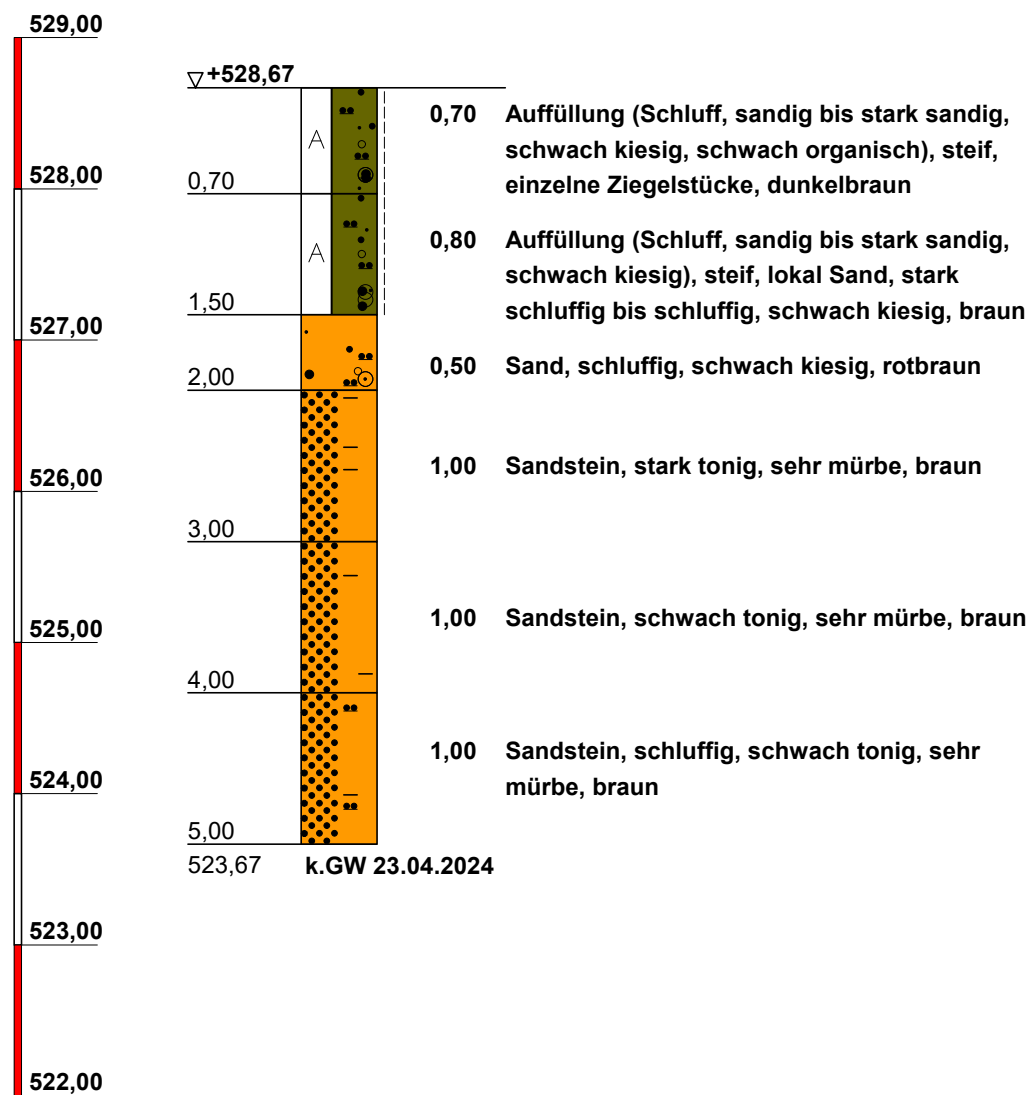 529,00
+528,67
0,70 Auffüllung (Schluff, sandig bis stark sandig,
A
schwach kiesig, schwach organisch), steif,
528,00
0,70
einzelne Ziegelstücke, dunkelbraun
0,80 Auffüllung (Schluff, sandig bis stark sandig,
A
schwach kiesig), steif, lokal Sand, stark
1,50
schluffig bis schluffig, schwach kiesig, braun
527,00
0,50 Sand, schluffig, schwach kiesig, rotbraun
2,00
1,00 Sandstein, stark tonig, sehr mürbe, braun
526,00
3,00
1,00 Sandstein, schwach tonig, sehr mürbe, braun
525,00
4,00
1,00 Sandstein, schluffig, schwach tonig, sehr
mürbe, braun
524,00
5,00
523,67 k.GW 23.04.2024
523,00
522,00